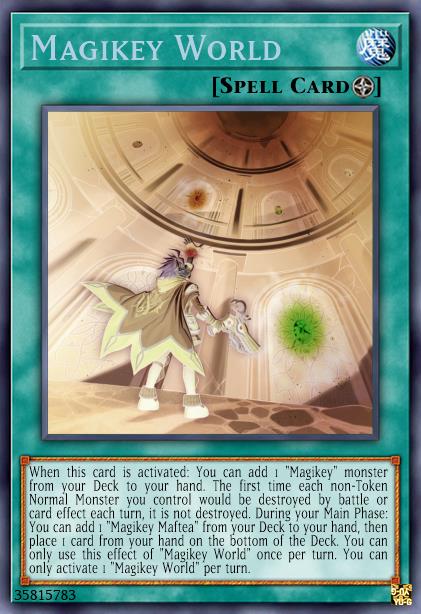 Magikey World
[Spell Card]
When this card is activated: You can add 1 "Magikey" monster
from your Deck to your hand. The first time each non-Token
Normal Monster you control would be destroyed by battle or
card effect each turn, it is not destroyed. During your Main Phase:
You can add 1 "Magikey Maftea" from your Deck to your hand, then
place 1 card from your hand on the bottom of the Deck. You can
only use this effect of "Magikey World" once per turn. You can
only activate 1 "Magikey World" per turn.
35815783